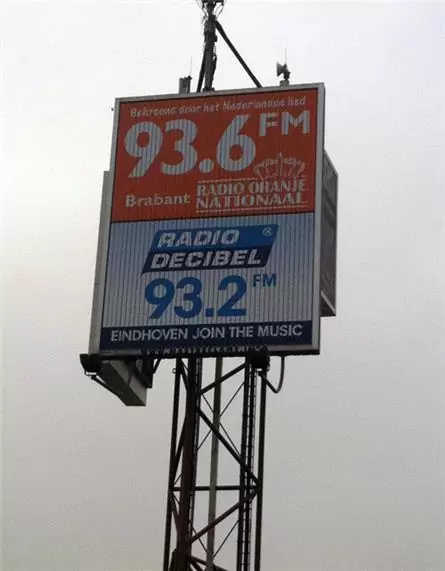 Bekroond door het Nederlandse lied
93.6 FM
Brabant RADIO ORANJE
NATIONAAL
RADIO ®
DECIBEL
93.2 FM
EINDHOVEN JOIN THE MUSIC